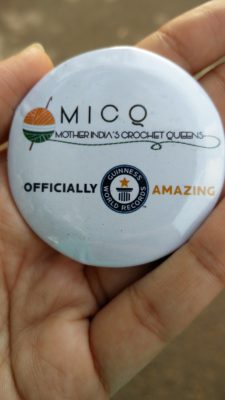 MICQ
MOTHER INDIA'S CROCHET QUEENS
OFFICIALLY GUINNESS WORLD RECORDS AMAZING